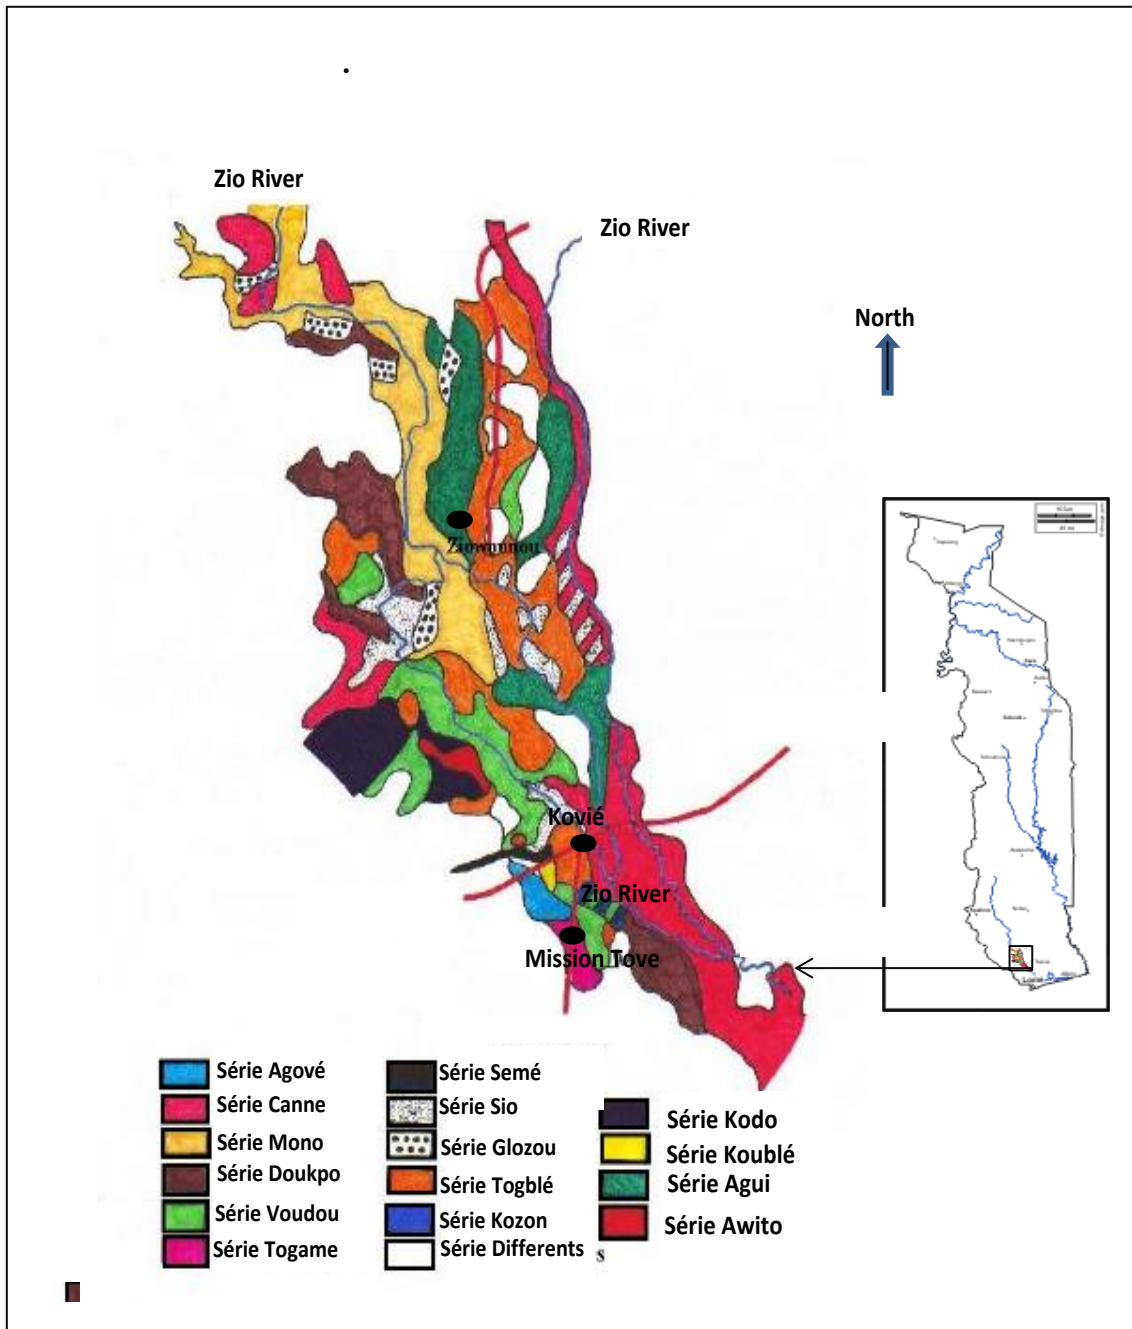 Zio River
Zio River
North
Ziowounou
Kovié
Zio River
Mission Tove
Série Agové
Série Canne
Série Mono
Série Doukpo
Série Voudou
Série Togame
Série Semé
Série Sio
Série Glozou
Série Togblé
Série Kozon
Série Differents
s
Série Kodo
Série Koublé
Série Agui
Série Awito